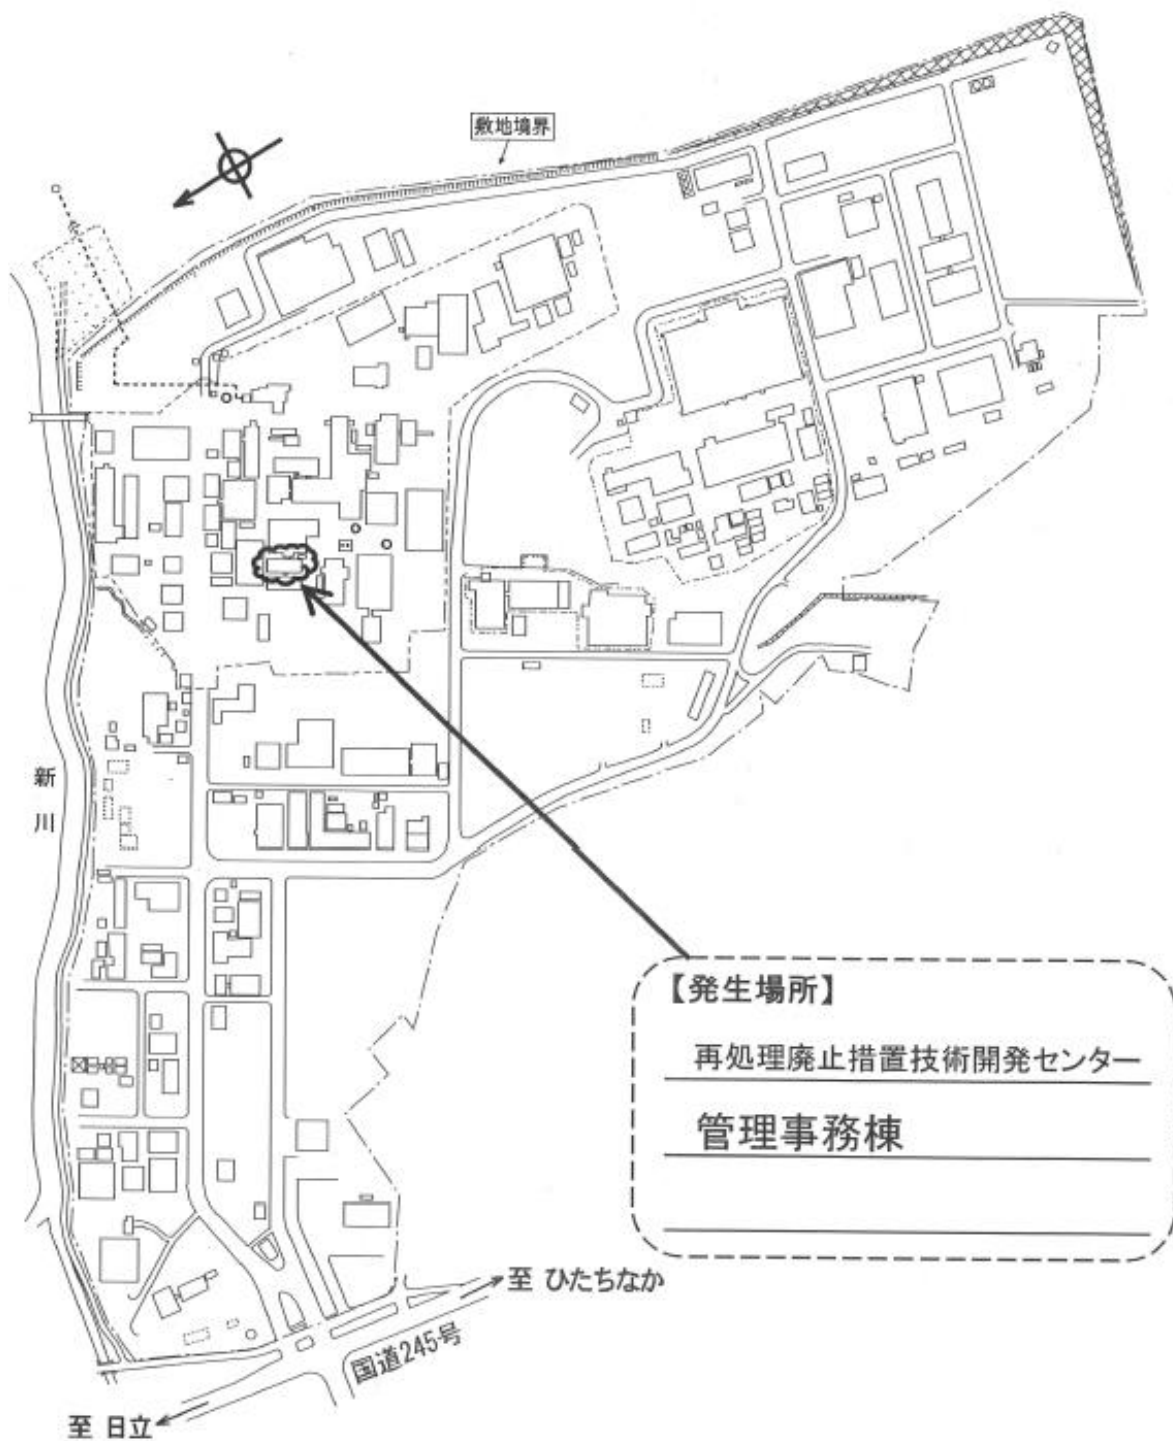 敷地境界
新川
【発生場所】
再処理廃止措置技術開発センター
管理事務棟
至 ひたちなか
国道245号
至 日立